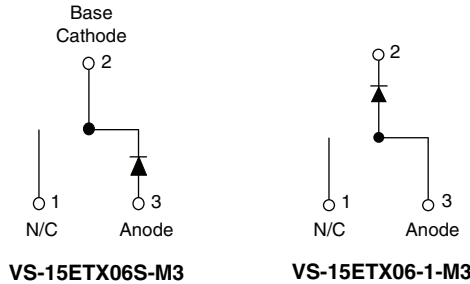 Base
Cathode
2
2
1
3
1
3
N/C
Anode
N/C
Anode
VS-15ETX06S-M3
VS-15ETX06-1-M3